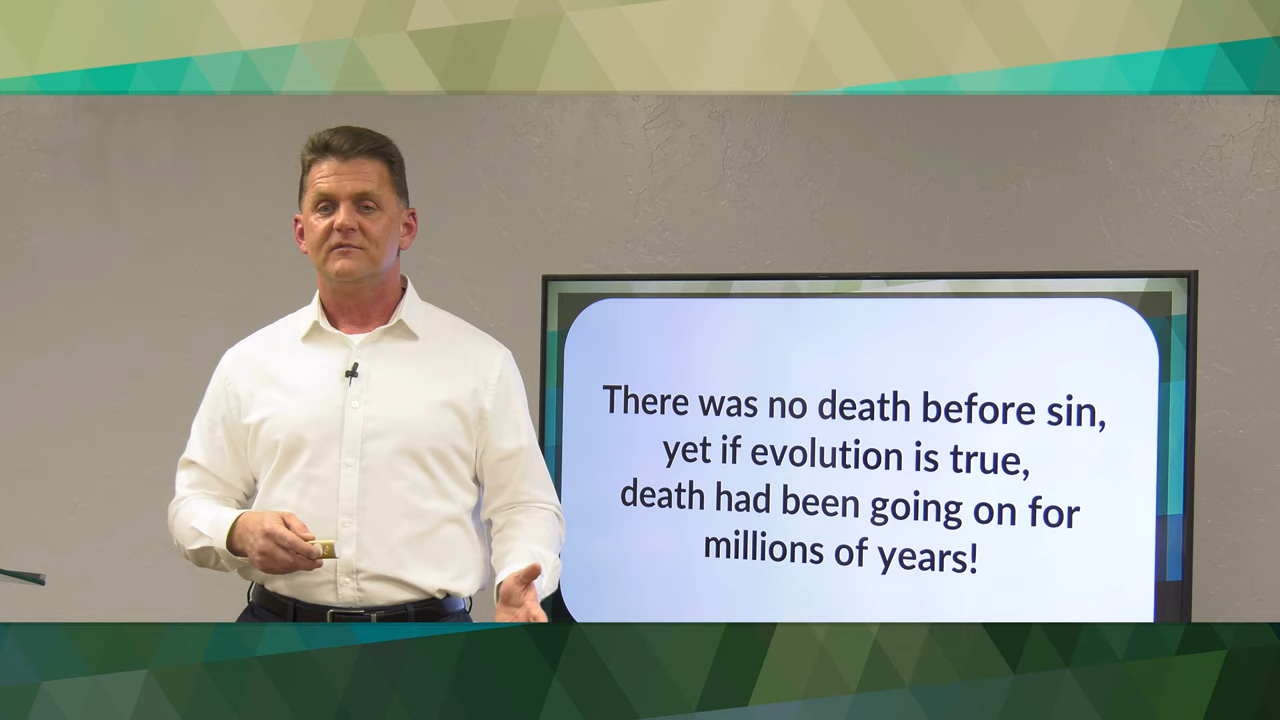 There was no death before sin,
yet if evolution is true,
death had been going on for
millions of years!